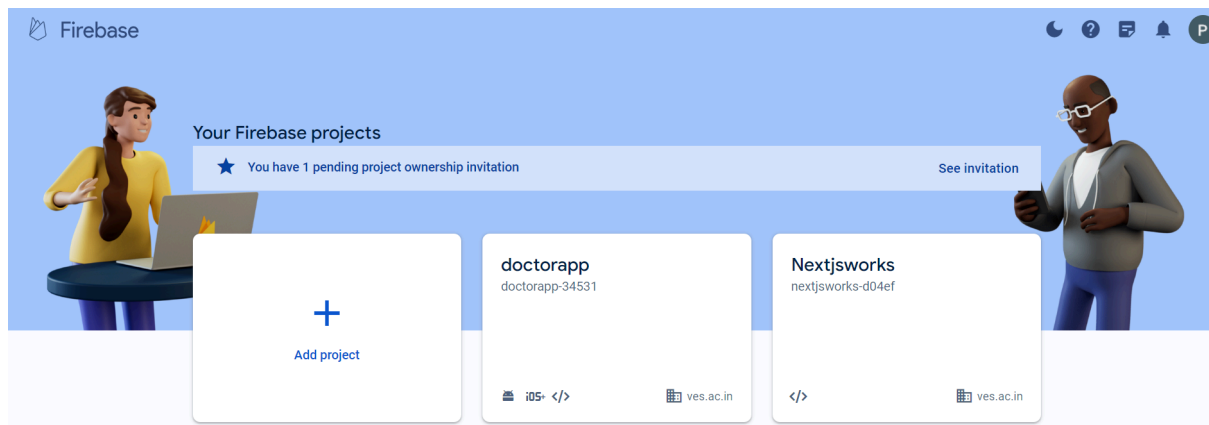 Firebase
P
Your Firebase projects
You have 1 pending project ownership invitation
See invitation
Add project
doctorapp
doctorapp-34531
iOS+ </>
ves.ac.in
Nextjsworks
nextjsworks-d04ef
</>
ves.ac.in